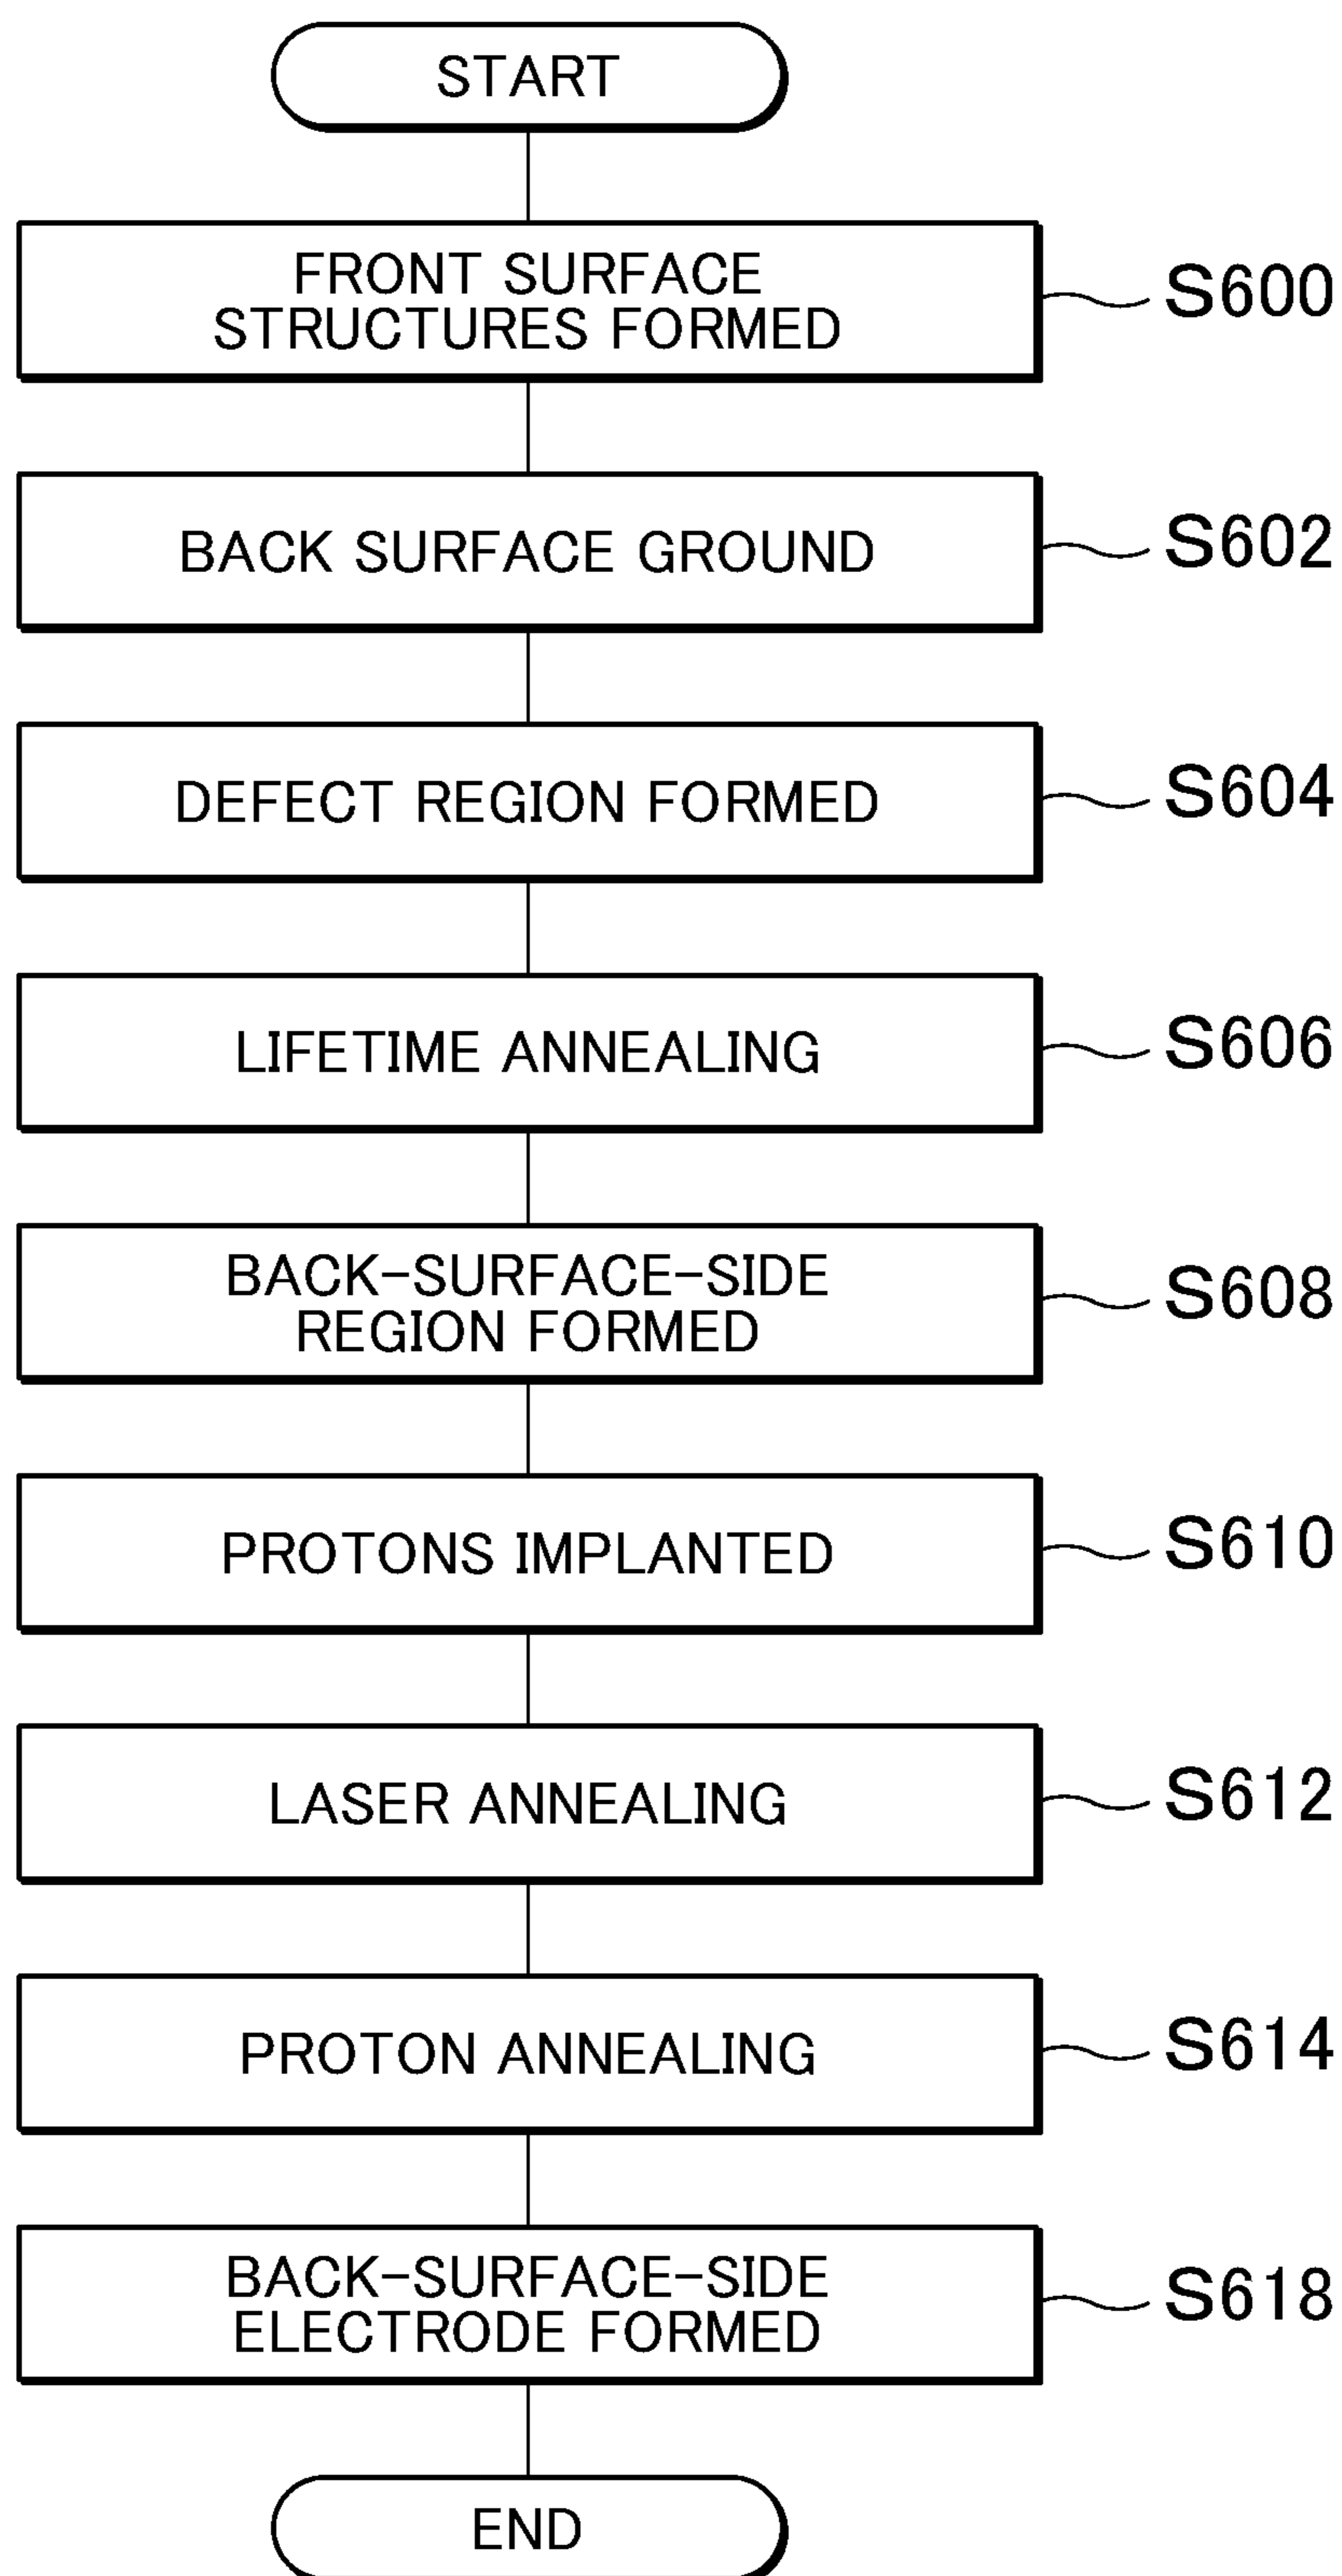 START
FRONT SURFACE
STRUCTURES FORMED
S600
BACK SURFACE GROUND
S602
DEFECT REGION FORMED
S604
LIFETIME ANNEALING
S606
BACK-SURFACE-SIDE
REGION FORMED
S608
PROTONS IMPLANTED
S610
LASER ANNEALING
S612
PROTON ANNEALING
S614
BACK-SURFACE-SIDE
ELECTRODE FORMED
S618
END